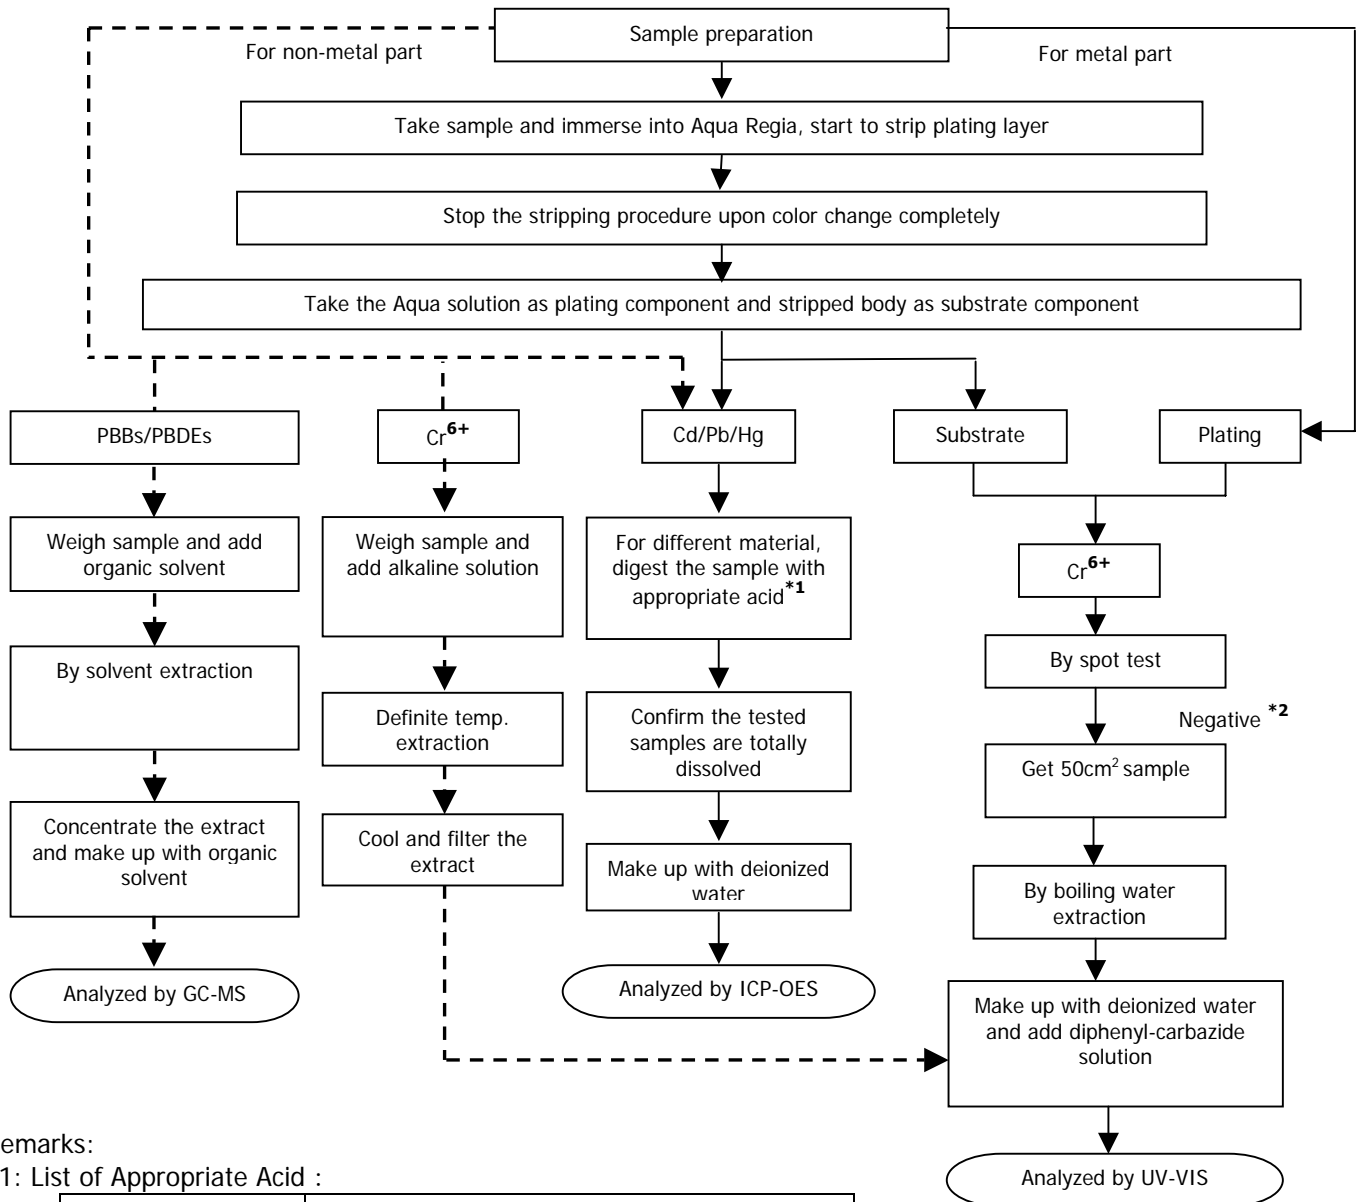 Sample preparation
For non-metal part
For metal part
Take sample and immerse into Aqua Regia, start to strip plating layer
Stop the stripping procedure upon color change completely
Take the Aqua solution as plating component and stripped body as substrate component
PBBs/PBDEs
Cr6+
Cd/Pb/Hg
Substrate
Plating
Weigh sample and add
organic solvent
Weigh sample and
add alkaline solution
For different material,
digest the sample with
appropriate acid*1
Cr6+
By solvent extraction
Definite temp.
extraction
Confirm the tested
samples are totally
dissolved
By spot test
Negative *2
Get 50cm2 sample
Concentrate the extract
and make up with organic
solvent
Cool and filter the
extract
Make up with deionized
water
By boiling water
extraction
Analyzed by GC-MS
Analyzed by ICP-OES
Make up with deionized water
and add diphenyl-carbazide
solution
Analyzed by UV-VIS
emarks:
1: List of Appropriate Acid :